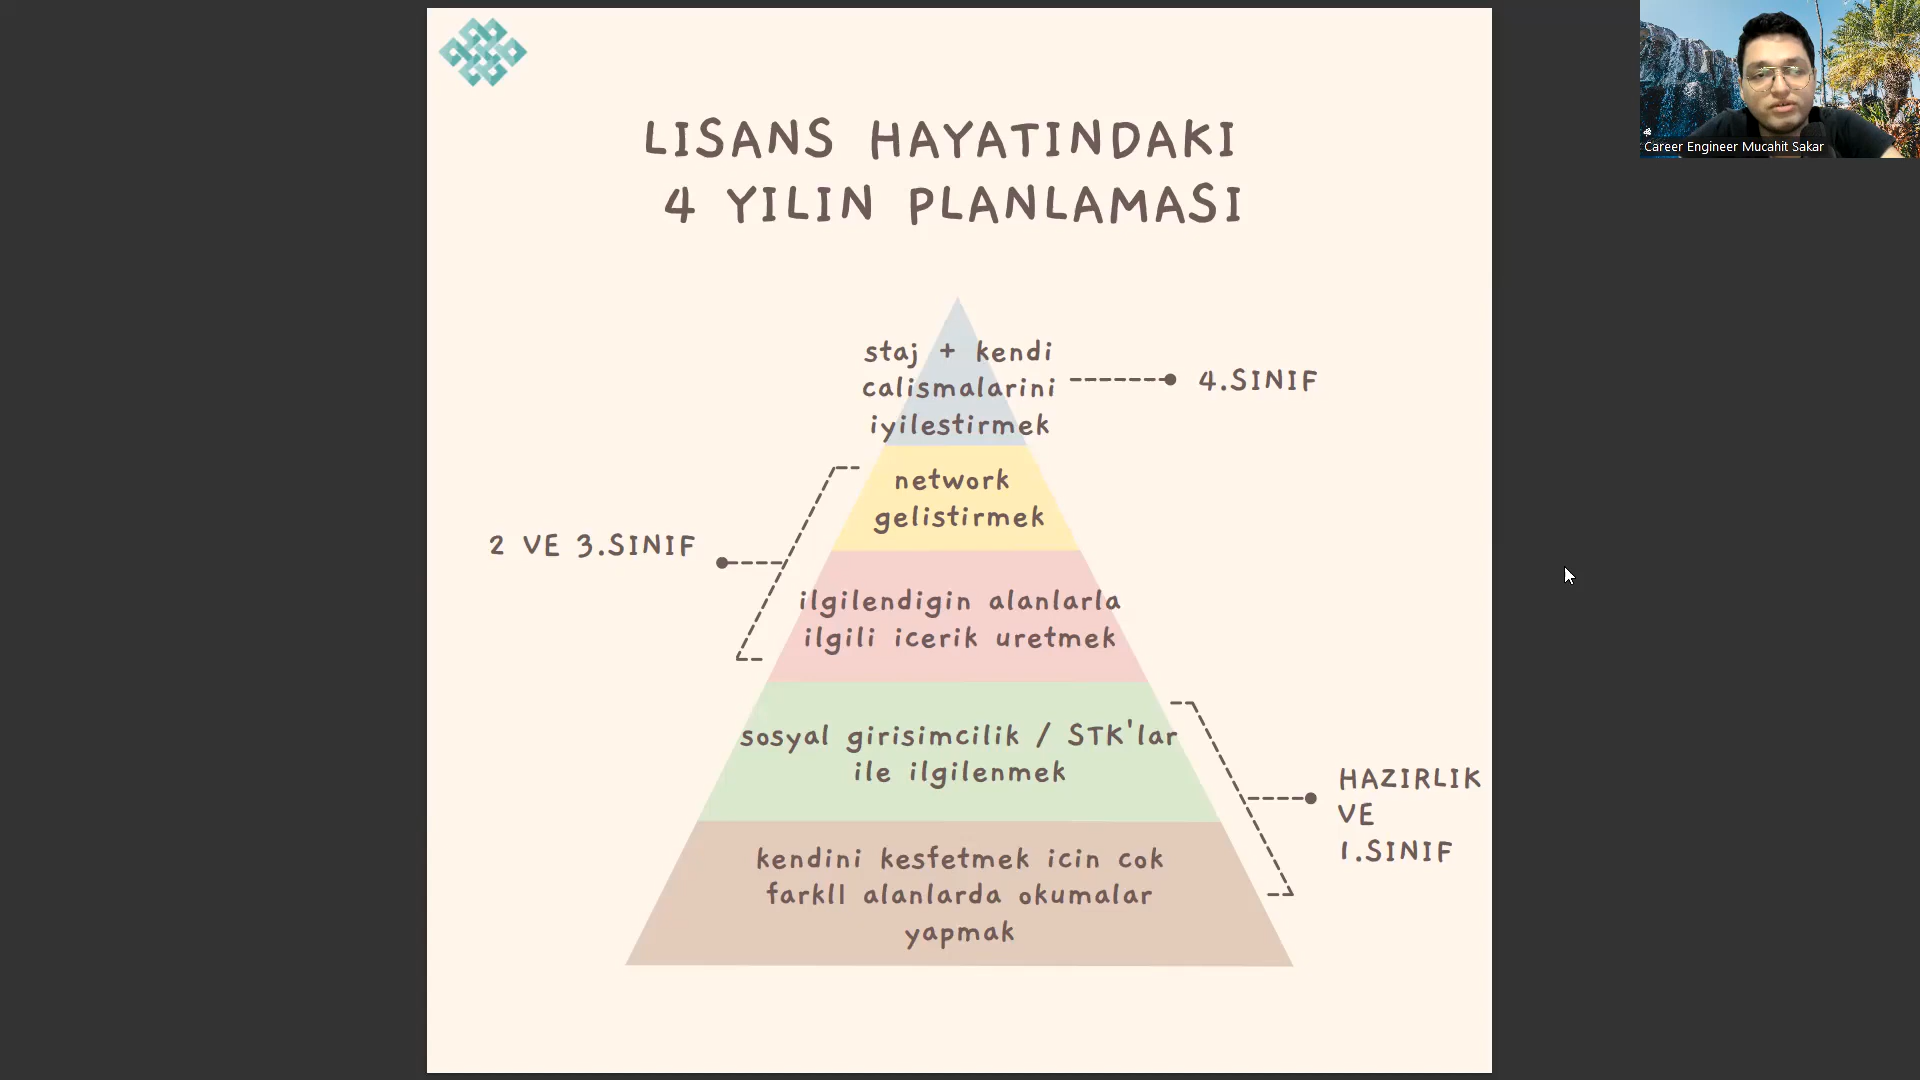 LISANS HAYATINDAKI
4 YILIN PLANLAMASI
staj + kendi
calismalarini
iyilestirmek
4.SINIF
network
gelistirmek
2 VE 3.SINIF
ilgilendigin alanlarla
ilgili icerik uretmek
sosyal girisimcilik / STK'lar
ile ilgilenmek
HAZIRLIK
VE
1.SINIF
kendini kesfetmek icin cok
farklI alanlarda okumalar
yapmak
Career Engineer Mucahit Sakar